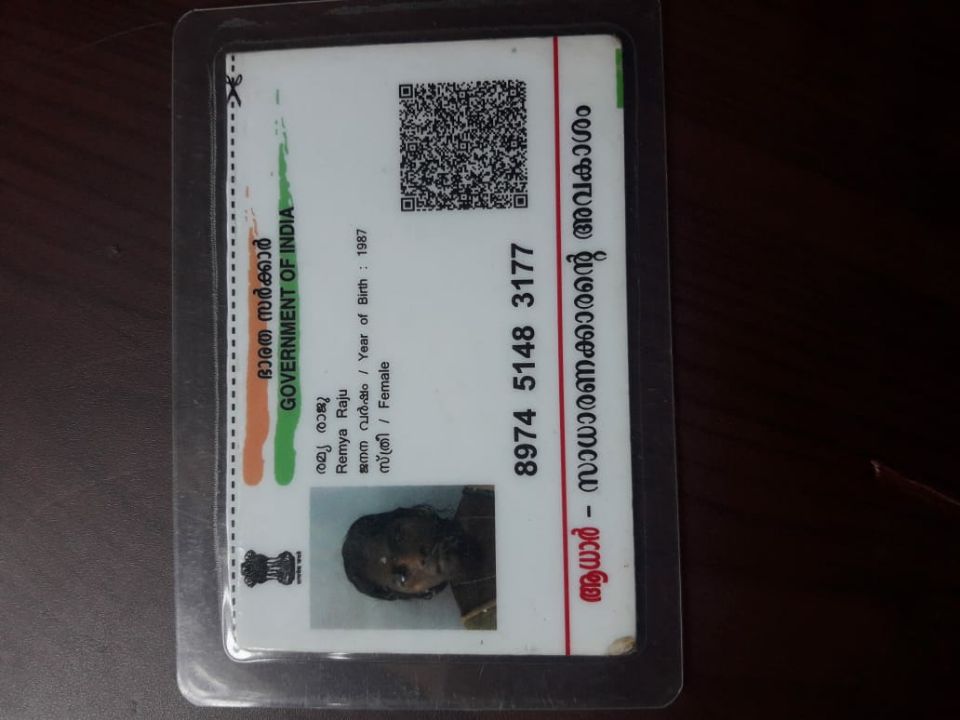 ഭാരത സർക്കാർ
GOVERNMENT OF INDIA
രമ്യ രാജു
Remya Raju
ജനന വർഷം / Year of Birth : 1987
സ്ത്രീ / Female
8974 5148 3177
ആധാർ - സാധാരണക്കാരന്റെ അവകാശം